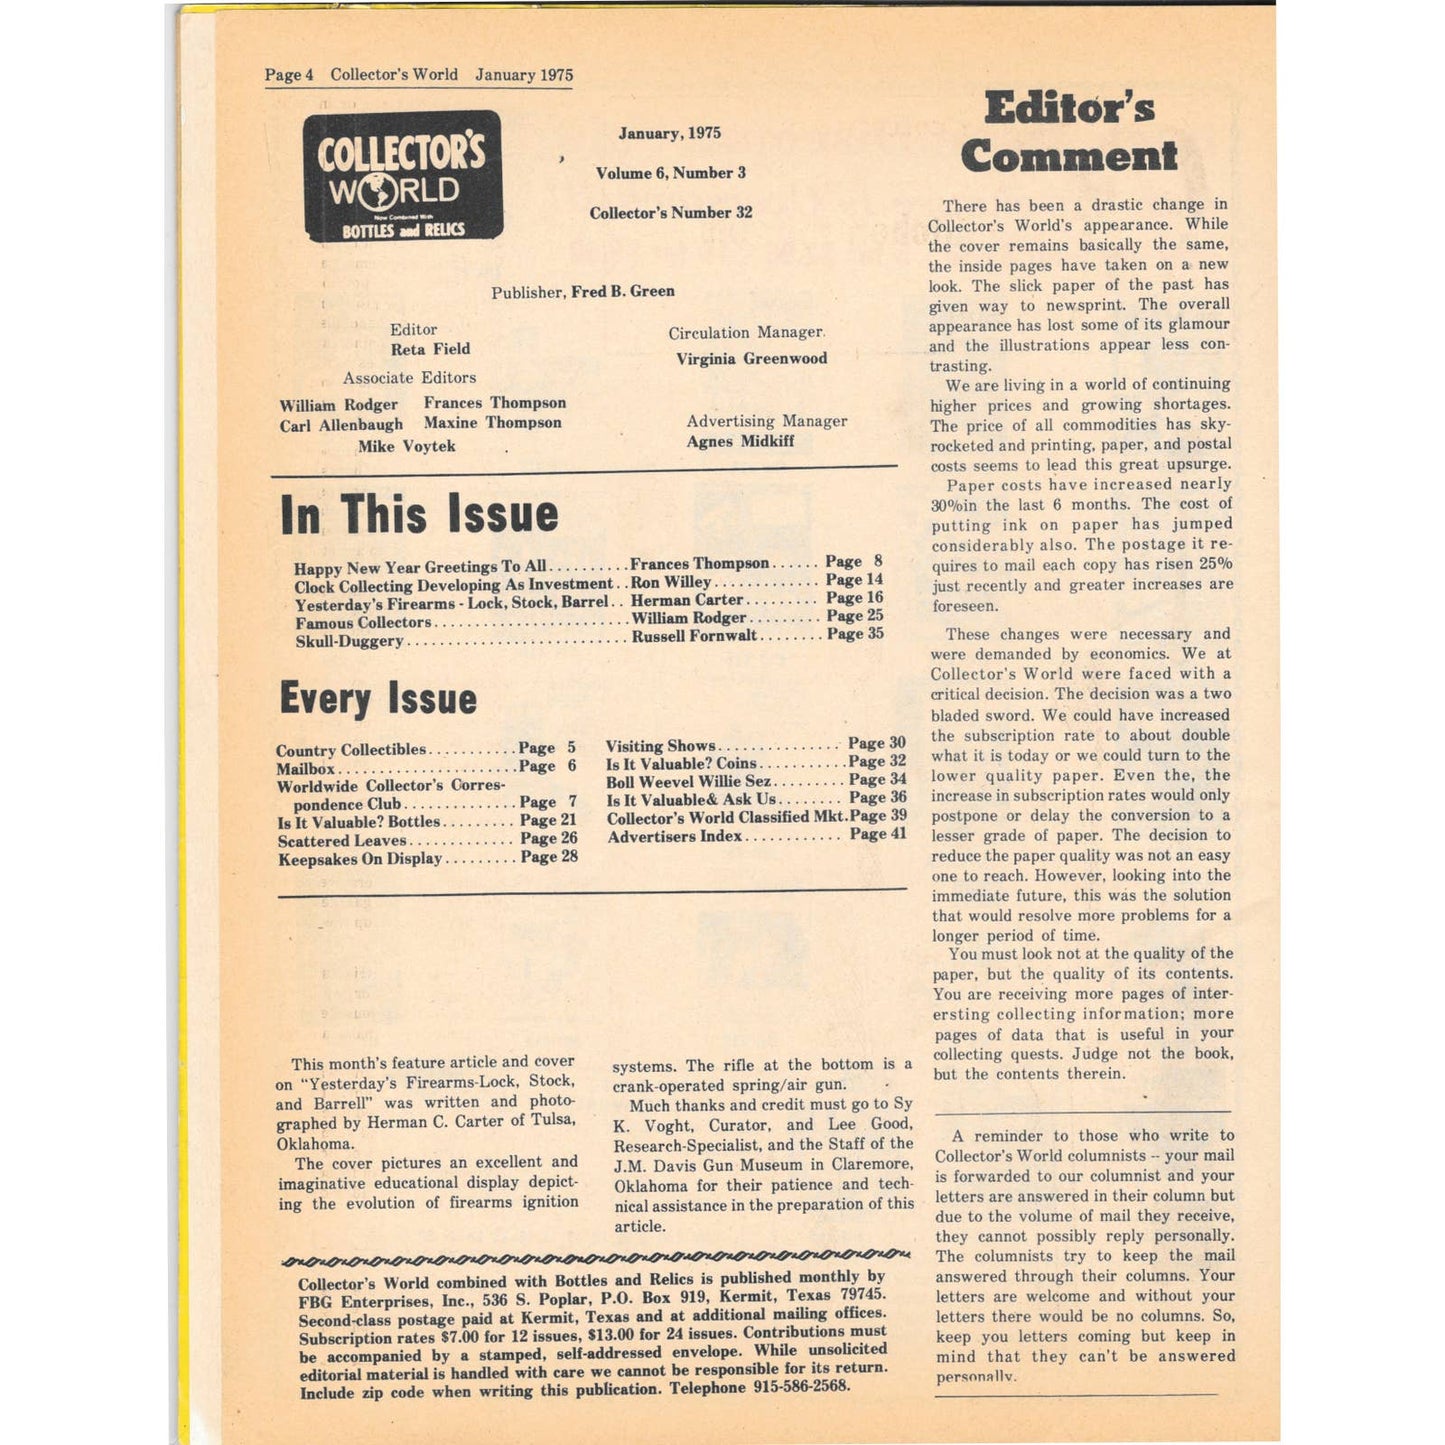 Page 4 Collector's World January 1975
COLLECTOR'S
WORLD
Now Combined With
BOTTLES and RELICS
January, 1975
Volume 6, Number 3
Collector's Number 32
Publisher, Fred B. Green
Editor
Reta Field
Associate Editors
William Rodger Frances Thompson
Carl Allenbaugh Maxine Thompson
Mike Voytek
Circulation Manager
Virginia Greenwood
Advertising Manager
Agnes Midkiff
In This Issue
Happy New Year Greetings To All..........Frances Thompson...... Page 8
Clock Collecting Developing As Investment..Ron Willey............ Page 14
Yesterday's Firearms - Lock, Stock, Barrel.. Herman Carter......... Page 16
Famous Collectors.......................William Rodger......... Page 25
Skull-Duggery..........................Russell Fornwalt........ Page 35
Every Issue
Country Collectibles...........Page 5
Mailbox......................Page 6
Worldwide Collector's Corres-
pondence Club..............Page 7
Is It Valuable? Bottles.........Page 21
Scattered Leaves.............Page 26
Keepsakes On Display.........Page 28
Visiting Shows............... Page 30
Is It Valuable? Coins...........Page 32
Boll Weevel Willie Sez.........Page 34
Is It Valuable& Ask Us........ Page 36
Collector's World Classified Mkt.Page 39
Advertisers Index............ Page 41
This month's feature article and cover
on "Yesterday's Firearms-Lock, Stock,
and Barrell" was written and photo-
graphed by Herman C. Carter of Tulsa,
Oklahoma.
The cover pictures an excellent and
imaginative educational display depict-
ing the evolution of firearms ignition
systems. The rifle at the bottom is a
crank-operated spring/air gun.
Much thanks and credit must go to Sy
K. Voght, Curator, and Lee Good,
Research-Specialist, and the Staff of the
J.M. Davis Gun Museum in Claremore,
Oklahoma for their patience and tech-
nical assistance in the preparation of this
article.
Collector's World combined with Bottles and Relics is published monthly by
FBG Enterprises, Inc., 536 S. Poplar, P.O. Box 919, Kermit, Texas 79745.
Second-class postage paid at Kermit, Texas and at additional mailing offices.
Subscription rates $7.00 for 12 issues, $13.00 for 24 issues. Contributions must
be accompanied by a stamped, self-addressed envelope. While unsolicited
editorial material is handled with care we cannot be responsible for its return.
Include zip code when writing this publication. Telephone 915-586-2568.
Editor's
Comment
There has been a drastic change in
Collector's World's appearance. While
the cover remains basically the same,
the inside pages have taken on a new
look. The slick paper of the past has
given way to newsprint. The overall
appearance has lost some of its glamour
and the illustrations appear less con-
trasting.
We are living in a world of continuing
higher prices and growing shortages.
The price of all commodities has sky-
rocketed and printing, paper, and postal
costs seems to lead this great upsurge.
Paper costs have increased nearly
30%in the last 6 months. The cost of
putting ink on paper has jumped
considerably also. The postage it re-
quires to mail each copy has risen 25%
just recently and greater increases are
foreseen.
These changes were necessary and
were demanded by economics. We at
Collector's World were faced with a
critical decision. The decision was a two
bladed sword. We could have increased
the subscription rate to about double
what it is today or we could turn to the
lower quality paper. Even the, the
increase in subscription rates would only
postpone or delay the conversion to a
lesser grade of paper. The decision to
reduce the paper quality was not an easy
one to reach. However, looking into the
immediate future, this was the solution
that would resolve more problems for a
longer period of time.
You must look not at the quality of the
paper, but the quality of its contents.
You are receiving more pages of inter-
ersting collecting information; more
pages of data that is useful in your
collecting quests. Judge not the book,
but the contents therein.
A reminder to those who write to
Collector's World columnists -- your mail
is forwarded to our columnist and your
letters are answered in their column but
due to the volume of mail they receive,
they cannot possibly reply personally.
The columnists try to keep the mail
answered through their columns. Your
letters are welcome and without your
letters there would be no columns. So,
keep you letters coming but keep in
mind that they can't be answered
personally.